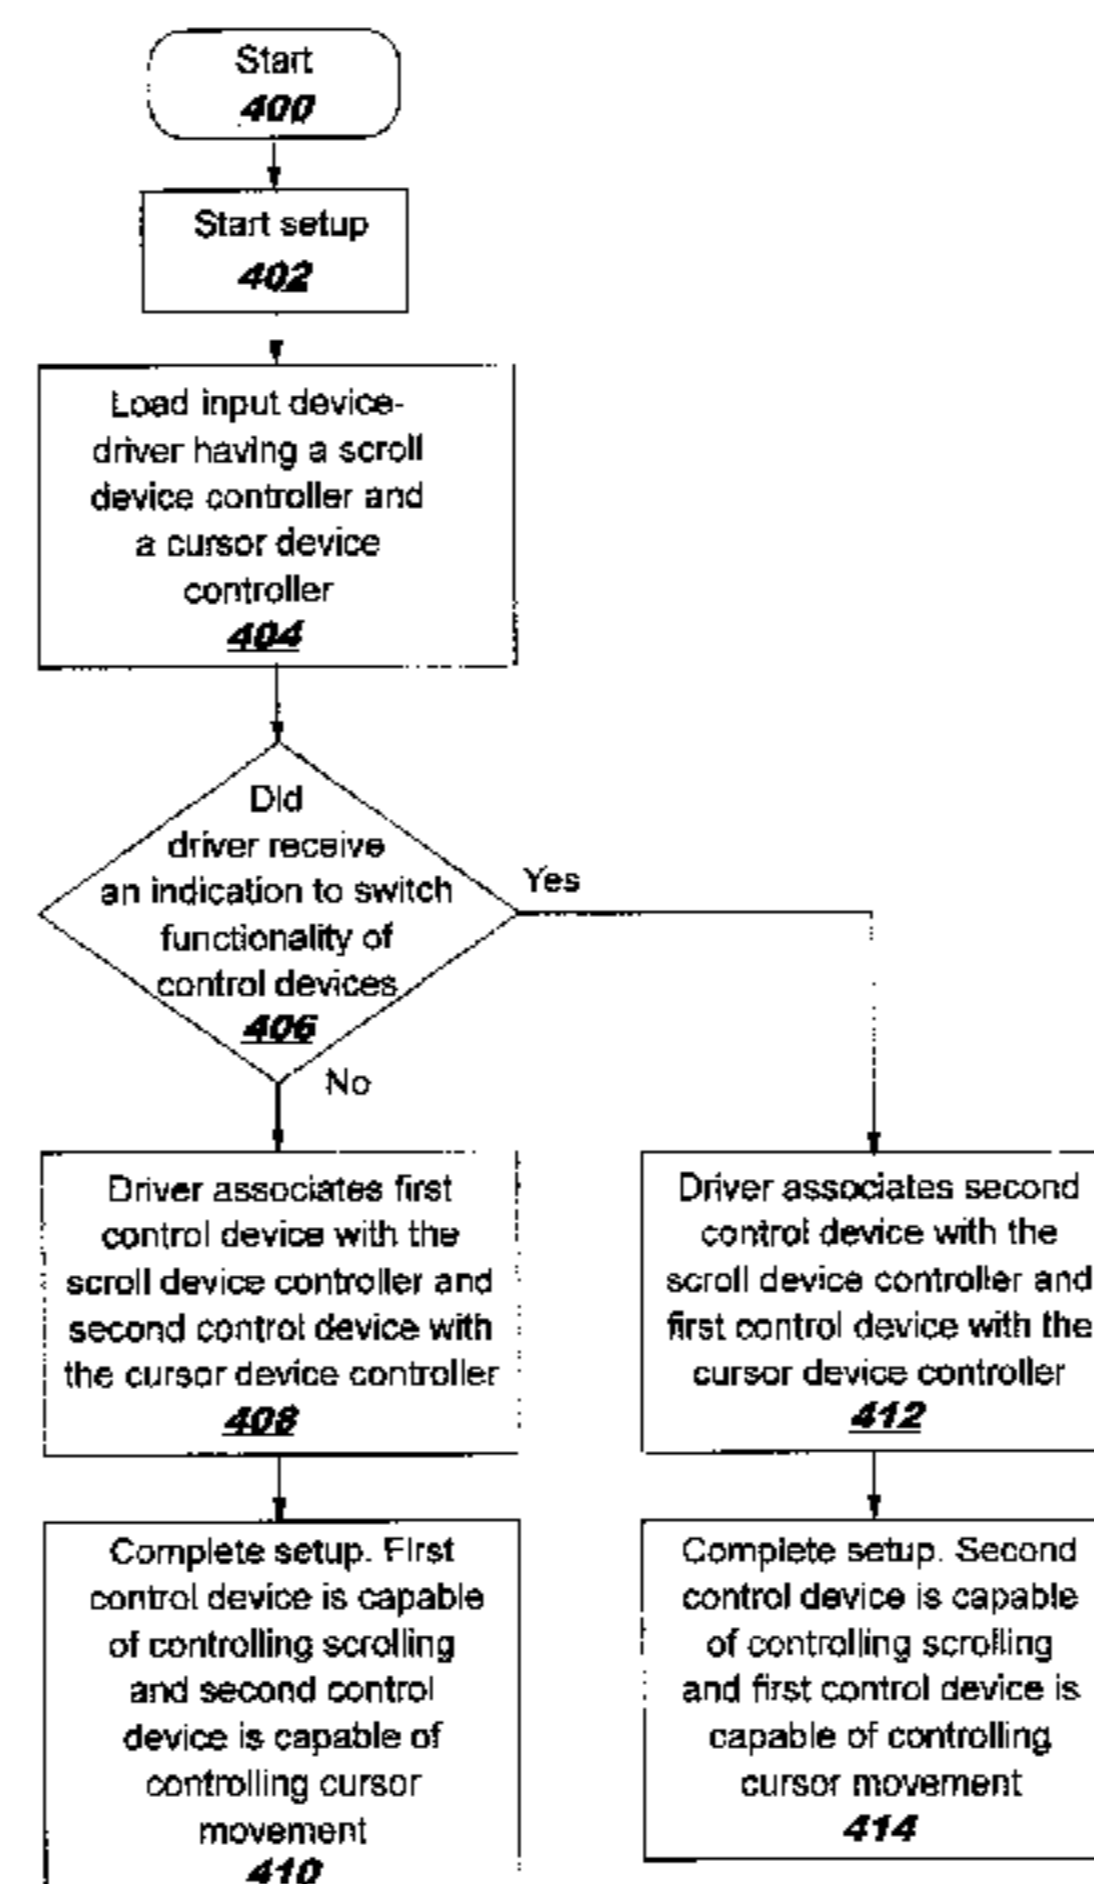 Start
400
Start setup
402
Load input device-
driver having a scroll
device controller and
a cursor device
controller
404
Did
driver receive
an indication to switch
functionality of
control devices
406
Yes
No
Driver associates first
control device with the
scroll device controller and
second control device with
the cursor device controller
408
Driver associates second
control device with the
scroll device controller and
first control device with the
cursor device controller
412
Complete setup. First
control device is capable
of controlling scrolling
and second control
device is capable of
controlling cursor
movement
410
Complete setup. Second
control device is capable
of controlling scrolling
and first control device is
capable of controlling
cursor movement
414